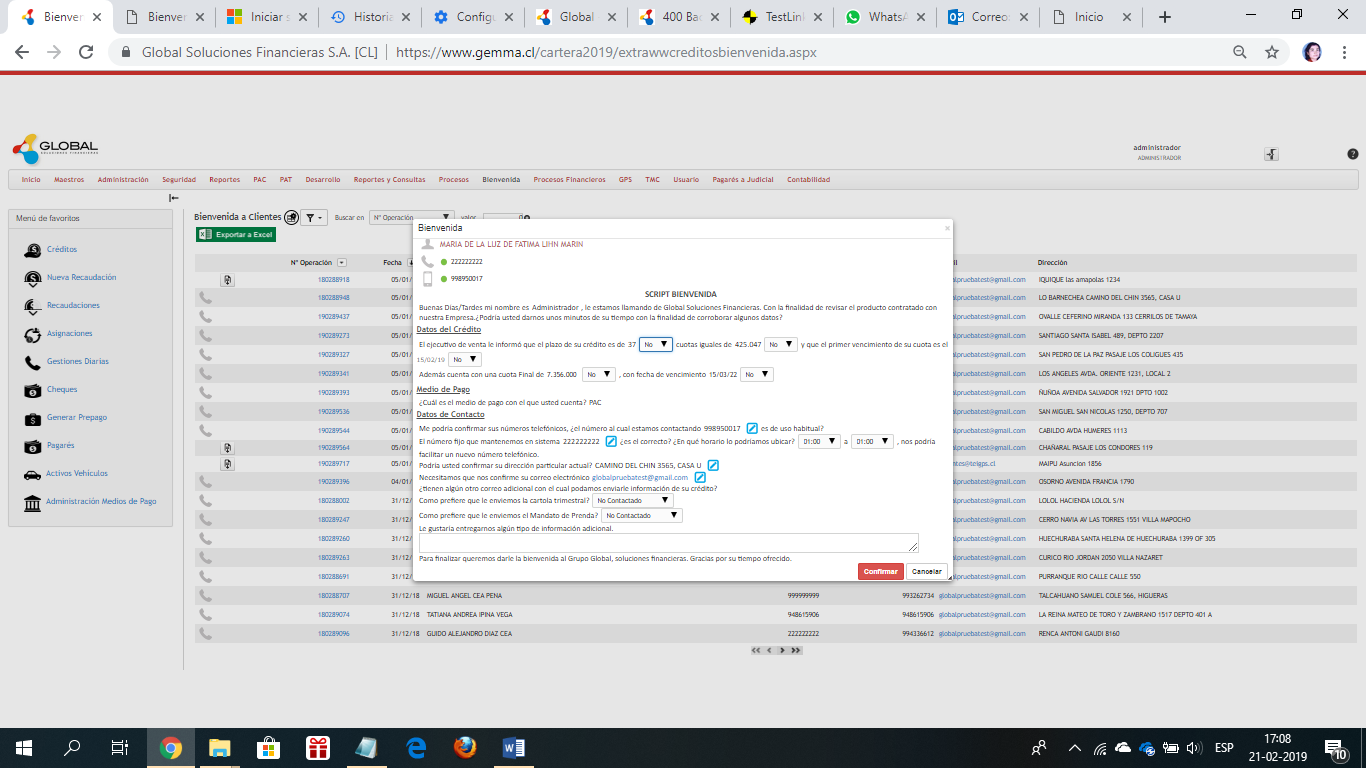 Bienver
Bienver
Iniciar s
Historia
Configu
Global
400 Bad
TestLink
WhatsA
Correo:
Inicio
Global Soluciones Financieras S.A. [CL] | https://www.gemma.cl/cartera2019/extrawwcreditosbienvenida.aspx
GLOBAL
SOLUCIONES FINANCIERAS
administrador
ADMINISTRADOR
Inicio Maestros Administración Seguridad Reportes PAC PAT Desarrollo Reportes y Consultas Procesos Bienvenida Procesos Financieros GPS TMC Usuario Pagarés a Judicial Contabilidad
Menú de favoritos
Créditos
Nueva Recaudación
Recaudaciones
Asignaciones
Gestiones Diarias
Cheques
Generar Prepago
Pagarés
Activos Vehículos
Administración Medios de Pago
Bienvenida a Clientes Buscar en N° Operación valor 0
Exportar a Excel
N° Operación Fecha il Dirección
180288918 05/01/ pruebatest@gmail.com IQUIQUE las amapolas 1234
180288948 05/01/ pruebatest@gmail.com LO BARNECHEA CAMINO DEL CHIN 3565, CASA U
190289437 05/01/ pruebatest@gmail.com OVALLE CEFERINO MIRANDA 133 CERRILOS DE TAMAYA
190289273 05/01/ pruebatest@gmail.com SANTIAGO SANTA ISABEL 489, DEPTO 2207
190289327 05/01/ pruebatest@gmail.com SAN PEDRO DE LA PAZ PASAJE LOS COLIGUES 435
190289341 05/01/ pruebatest@gmail.com LOS ANGELES AVDA. ORIENTE 1231, LOCAL 2
190289393 05/01/ pruebatest@gmail.com ÑUÑOA AVENIDA SALVADOR 1921 DPTO 1002
190289536 05/01/ pruebatest@gmail.com SAN MIGUEL SAN NICOLAS 1250, DEPTO 707
190289544 05/01/ pruebatest@gmail.com CABILDO AVDA HUMERES 1113
190289564 05/01/ pruebatest@gmail.com CHAÑARAL PASAJE LOS CONDORES 119
190289717 05/01/ ntes@teigps.cl MAIPU Asuncion 1856
190289396 04/01/ pruebatest@gmail.com OSORNO AVENIDA FRANCIA 1790
180288002 31/12/ pruebatest@gmail.com LOLOL HACIENDA LOLOL S/N
180289247 31/12/ pruebatest@gmail.com CERRO NAVIA AV LAS TORRES 1551 VILLA MAPOCHO
180289260 31/12/ pruebatest@gmail.com HUECHURABA SANTA HELENA DE HUECHURABA 1399 OF 305
180289263 31/12/ pruebatest@gmail.com CURICO RIO JORDAN 2050 VILLA NAZARET
180288691 31/12/ pruebatest@gmail.com PURRANQUE RIO CALLE CALLE 550
180288707 31/12/18 MIGUEL ANGEL CEA PENA 999999999 993262734 globalpruebatest@gmail.com TALCAHUANO SAMUEL COLE 566, HIGUERAS
180289074 31/12/18 TATIANA ANDREA IPINA VEGA 948615906 948615906 globalpruebatest@gmail.com LA REINA MATEO DE TORO Y ZAMBRANO 1517 DEPTO 401 A
180289096 31/12/18 GUIDO ALEJANDRO DIAZ CEA 222222222 994336612 globalpruebatest@gmail.com RENCA ANTONI GAUDI 8160
Bienvenida
MARIA DE LA LUZ DE FATIMA LIHN MARIN
222222222
998950017
SCRIPT BIENVENIDA
Buenas Días/Tardes mi nombre es Administrador , le estamos llamando de Global Soluciones Financieras. Con la finalidad de revisar el producto contratado con
nuestra Empresa.¿Podría usted darnos unos minutos de su tiempo con la finalidad de corroborar algunos datos?
Datos del Crédito
El ejecutivo de venta le informó que el plazo de su crédito es de 37 No cuotas iguales de 425.047 No y que el primer vencimiento de su cuota es el
15/02/19 No
Además cuenta con una cuota Final de 7.356.000 No , con fecha de vencimiento 15/03/22 No
Medio de Pago
¿Cuál es el medio de pago con el que usted cuenta? PAC
Datos de Contacto
Me podría confirmar sus números telefónicos, ¿el número al cual estamos contactando 998950017 es de uso habitual?
El número fijo que mantenemos en sistema 222222222 ¿es el correcto? ¿En qué horario lo podríamos ubicar? 01:00 a 01:00 , nos podria
facilitar un nuevo número telefónico.
Podria usted confirmar su dirección particular actual? CAMINO DEL CHIN 3565, CASA U
Necesitamos que nos confirme su correo electrónico globalpruebatest@gmail.com
¿tienen algún otro correo adicional con el cual podamos enviarle información de su crédito?
Como prefiere que le enviemos la cartola trimestral? No Contactado
Como prefiere que le enviemos el Mandato de Prenda? No Contactado
Le gustaría entregarnos algún tipo de información adicional.
Para finalizar queremos darle la bienvenida al Grupo Global, soluciones financieras. Gracias por su tiempo ofrecido.
Confirmar Cancelar
ESP
17:08
21-02-2019
10